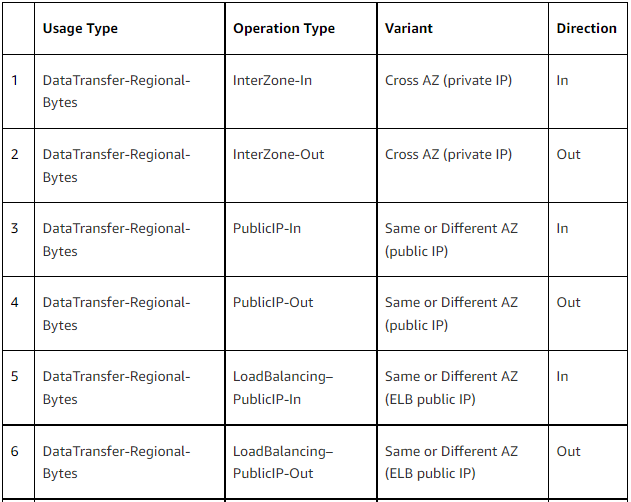 Usage Type Operation Type Variant Direction
1 DataTransfer-Regional- InterZone-In Cross AZ (private IP) In
Bytes
2 DataTransfer-Regional- InterZone-Out Cross AZ (private IP) Out
Bytes
3 DataTransfer-Regional- PublicIP-In Same or Different AZ In
Bytes (public IP)
4 DataTransfer-Regional- PublicIP-Out Same or Different AZ Out
Bytes (public IP)
5 DataTransfer-Regional- LoadBalancing– Same or Different AZ In
Bytes PublicIP-In (ELB public IP)
6 DataTransfer-Regional- LoadBalancing– Same or Different AZ Out
Bytes PublicIP-Out (ELB public IP)